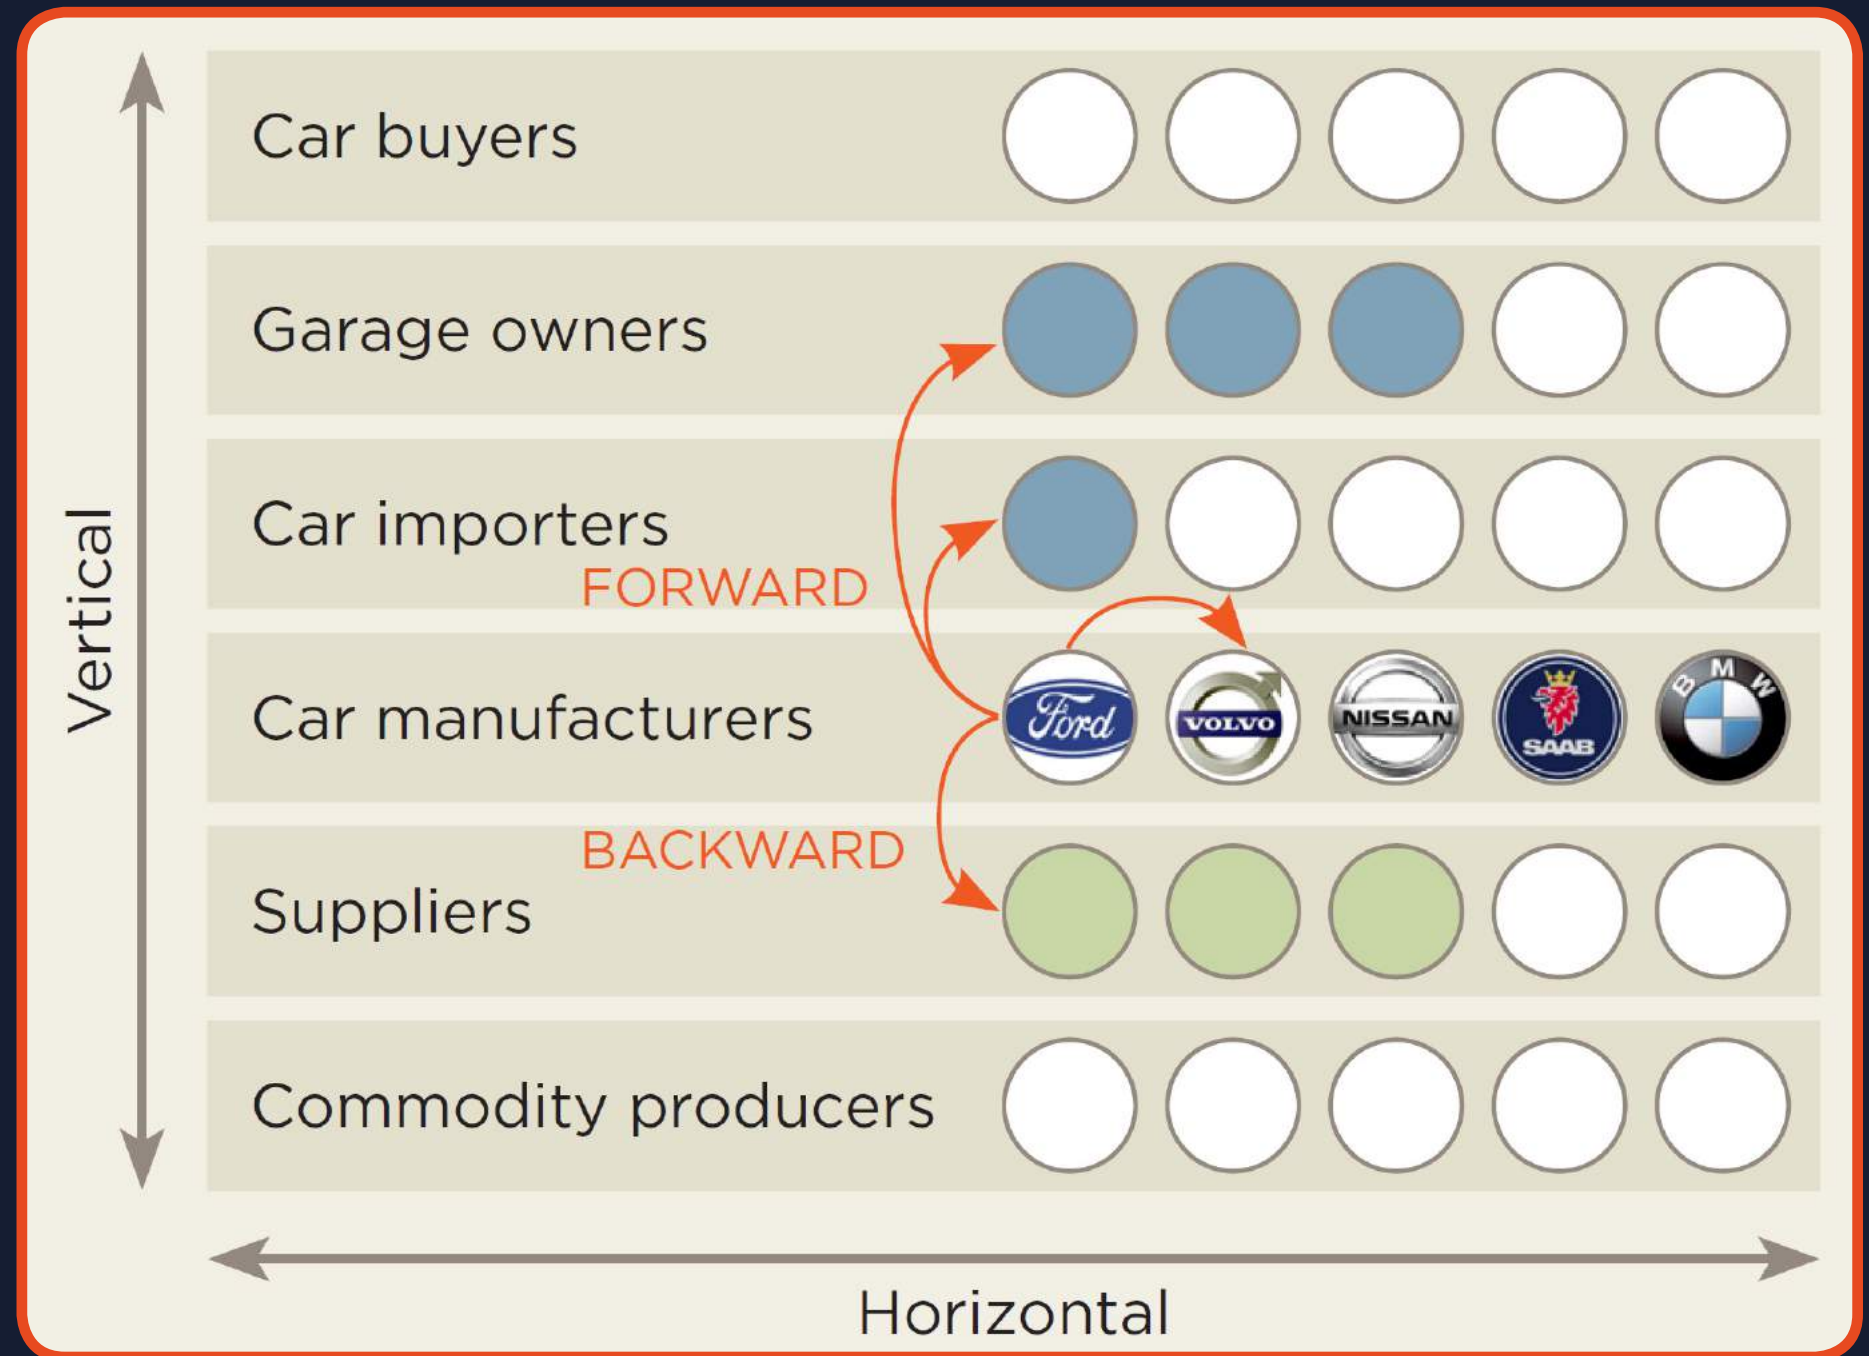 Car buyers
Garage owners
Car importers
FORWARD
Car manufacturers
Ford
VOLVO
NISSAN
SAAB
BMW
BACKWARD
Suppliers
Commodity producers
Vertical
Horizontal